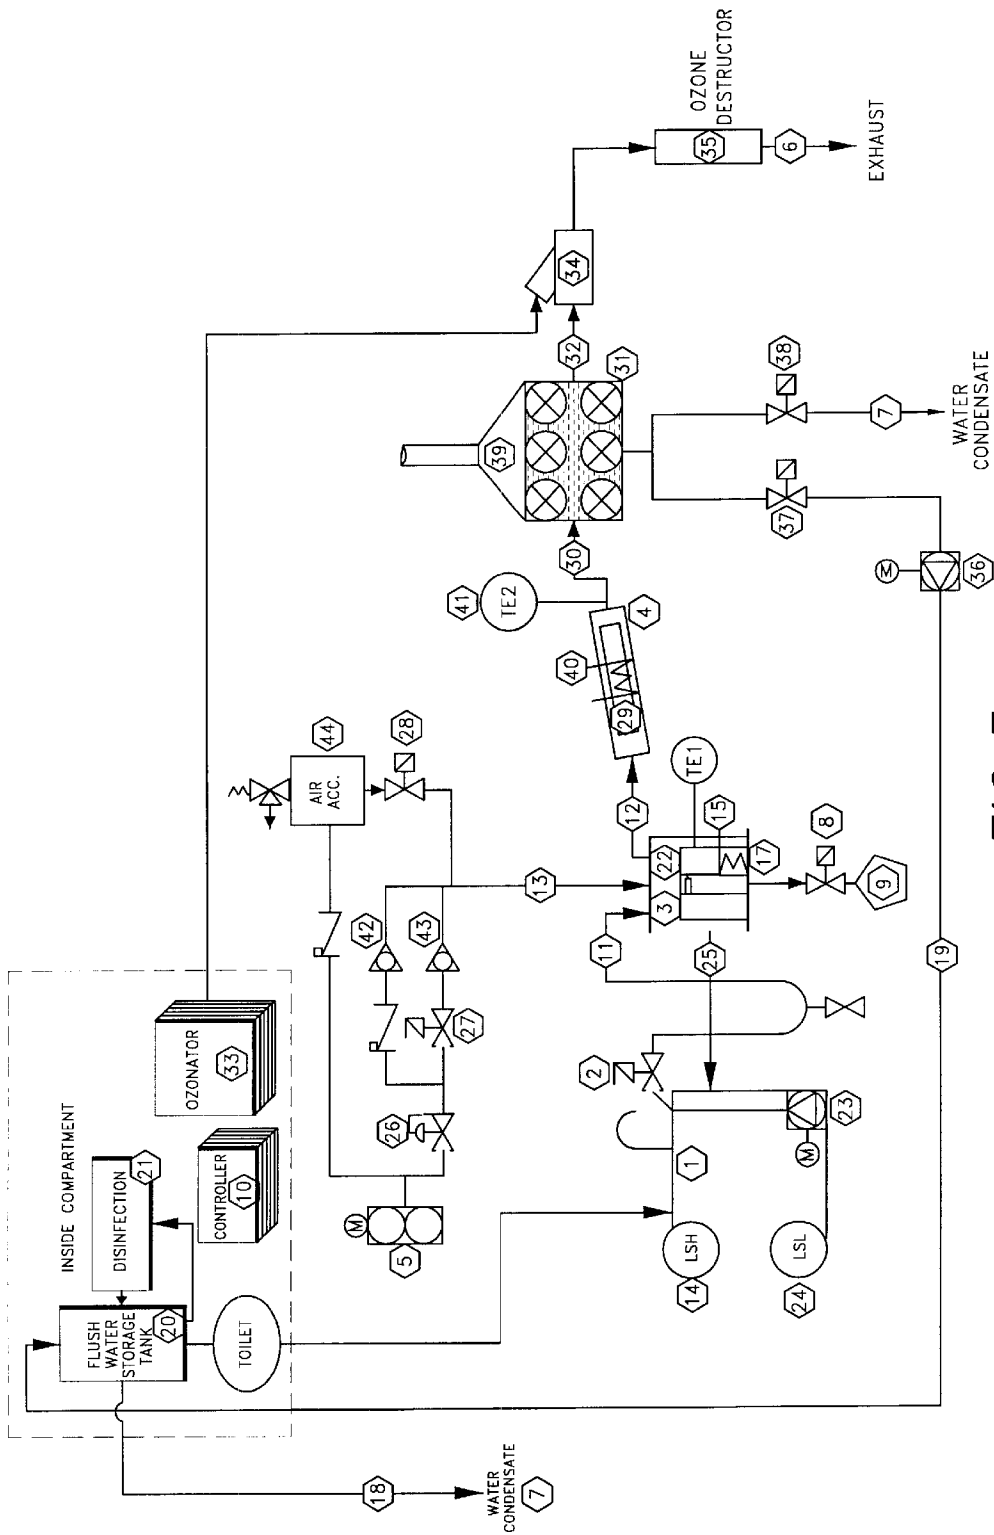 INSIDE COMPARTMENT
FLUSH
WATER
STORAGE
TANK
20
DISINFECTION
21
CONTROLLER
10
OZONATOR
33
TOILET
18
WATER
CONDENSATE
7
M
5
26
27
42
43
AIR
ACC.
44
28
13
LSH
14
1
LSL
24
M
23
2
25
11
3
22
12
TE1
15
17
8
9
29
40
4
TE2
41
30
39
31
32
34
OZONE
DESTRUCTOR
35
6
EXHAUST
37
38
7
WATER
CONDENSATE
M
36
19